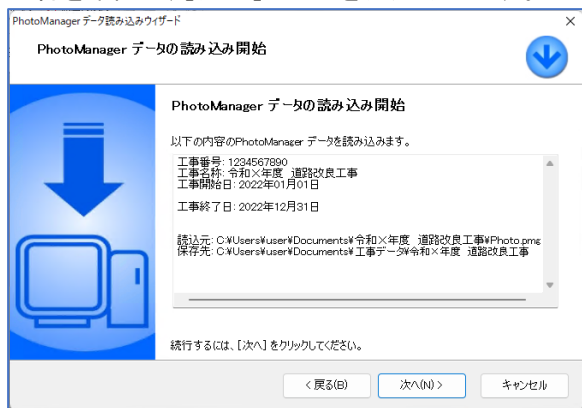 PhotoManager データ読み込みウィザード
PhotoManager データの読み込み開始
PhotoManager データの読み込み開始
以下の内容のPhotoManager データを読み込みます。
工事番号: 1234567890
工事名称: 令和×年度 道路改良工事
工事開始日: 2022年01月01日
工事終了日: 2022年12月31日
読込元: C:¥Users¥user¥Documents¥令和×年度 道路改良工事¥Photo.pmg
保存先: C:¥Users¥user¥Documents¥工事データ¥令和×年度 道路改良工事
続行するには、[次へ] をクリックしてください。
< 戻る(B)
次へ(N) >
キャンセル